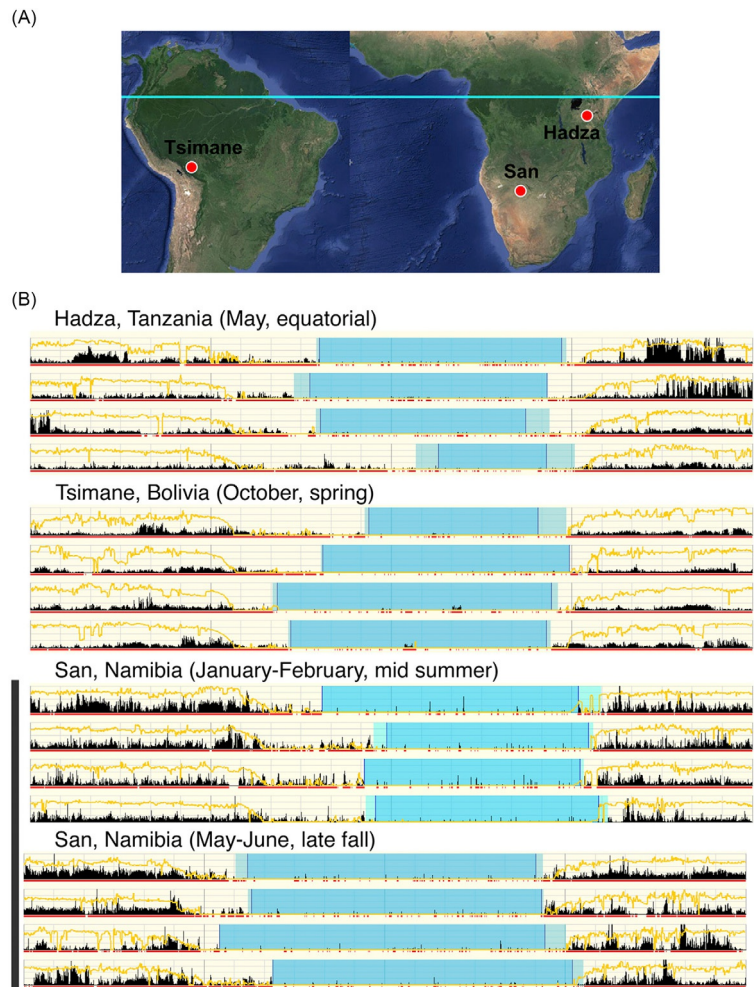 (A)
Tsimane
Hadza
San
(B)
Hadza, Tanzania (May, equatorial)
Tsimane, Bolivia (October, spring)
San, Namibia (January-February, mid summer)
San, Namibia (May-June, late fall)